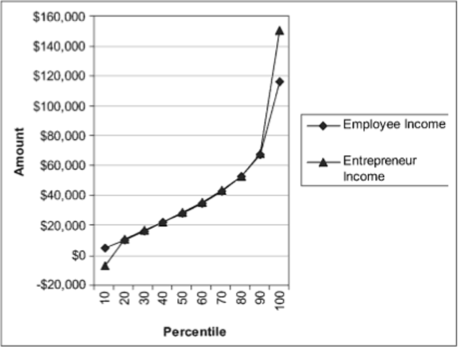 $160,000
$140,000
$120,000
$100,000
$80,000
$60,000
$40,000
$20,000
$0
-$20,000
Amount
10 20 30 40 50 60 70 80 90 100
Percentile
Employee Income
Entrepreneur
Income